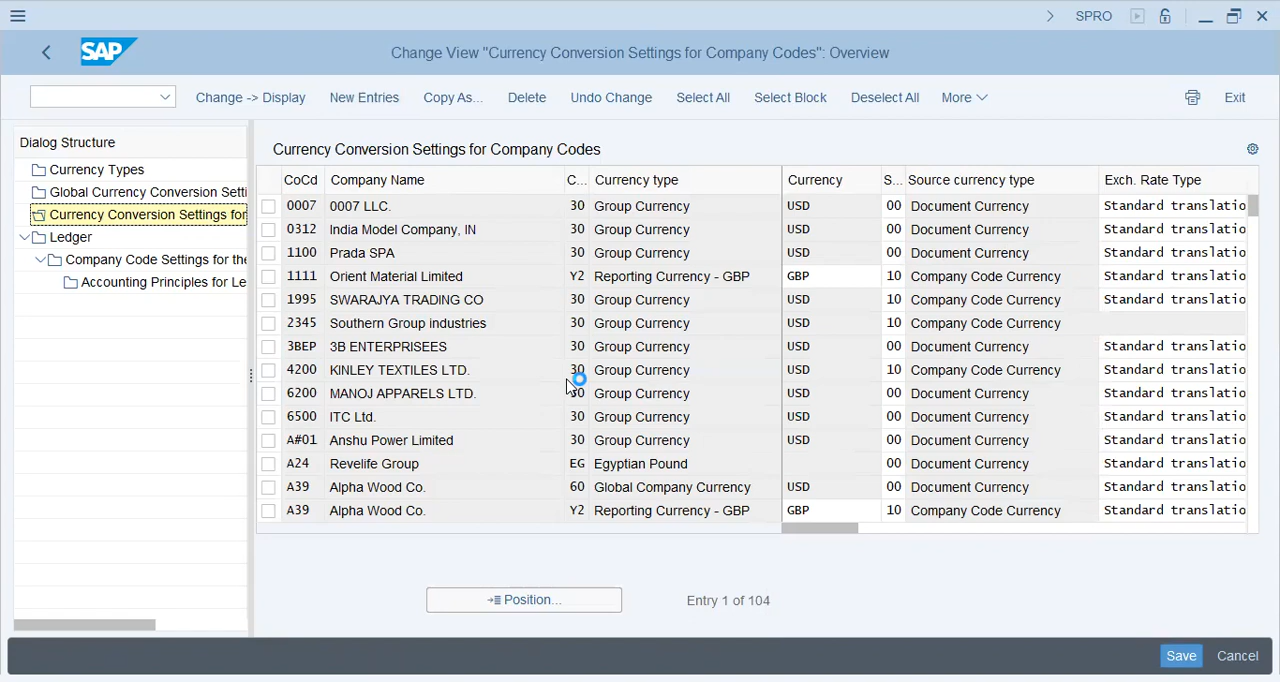 SPRO
SAP
Change View "Currency Conversion Settings for Company Codes": Overview
Change -> Display New Entries Copy As... Delete Undo Change Select All Select Block Deselect All More Exit
Dialog Structure
Currency Types
Global Currency Conversion Setti
Currency Conversion Settings for
Ledger
Company Code Settings for the
Accounting Principles for Le
Currency Conversion Settings for Company Codes
CoCd Company Name C... Currency type Currency S... Source currency type Exch. Rate Type
0007 0007 LLC. 30 Group Currency USD 00 Document Currency Standard translatio
0312 India Model Company, IN 30 Group Currency USD 00 Document Currency Standard translatio
1100 Prada SPA 30 Group Currency USD 00 Document Currency Standard translatio
1111 Orient Material Limited Y2 Reporting Currency - GBP GBP 10 Company Code Currency Standard translatio
1995 SWARAJYA TRADING CO 30 Group Currency USD 10 Company Code Currency Standard translatio
2345 Southern Group industries 30 Group Currency USD 10 Company Code Currency
3BEP 3B ENTERPRISEES 30 Group Currency USD 00 Document Currency Standard translatio
4200 KINLEY TEXTILES LTD. 30 Group Currency USD 10 Company Code Currency Standard translatio
6200 MANOJ APPARELS LTD. 30 Group Currency USD 00 Document Currency Standard translatio
6500 ITC Ltd. 30 Group Currency USD 00 Document Currency Standard translatio
A#01 Anshu Power Limited 30 Group Currency USD 00 Document Currency Standard translatio
A24 Revelife Group EG Egyptian Pound 00 Document Currency Standard translatio
A39 Alpha Wood Co. 60 Global Company Currency USD 00 Document Currency Standard translatio
A39 Alpha Wood Co. Y2 Reporting Currency - GBP GBP 10 Company Code Currency Standard translatio
Position... Entry 1 of 104
Save Cancel